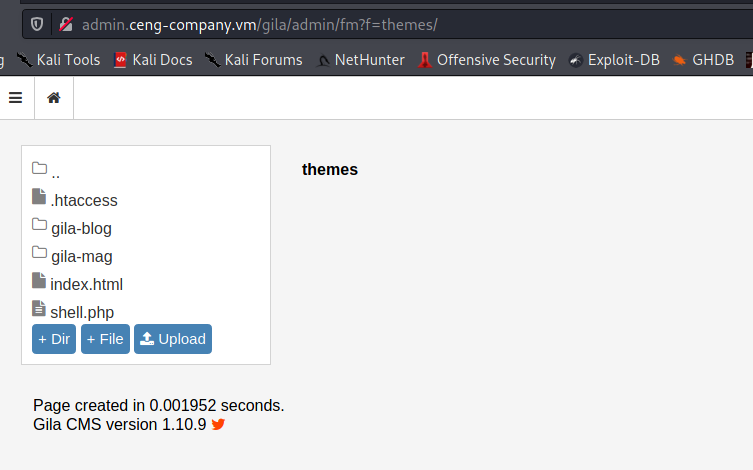 admin.ceng-company.vm/gila/admin/fm?f=themes/
g Kali Tools Kali Docs Kali Forums NetHunter Offensive Security Exploit-DB GHDB
..
themes
.htaccess
gila-blog
gila-mag
index.html
shell.php
+ Dir + File Upload
Page created in 0.001952 seconds.
Gila CMS version 1.10.9